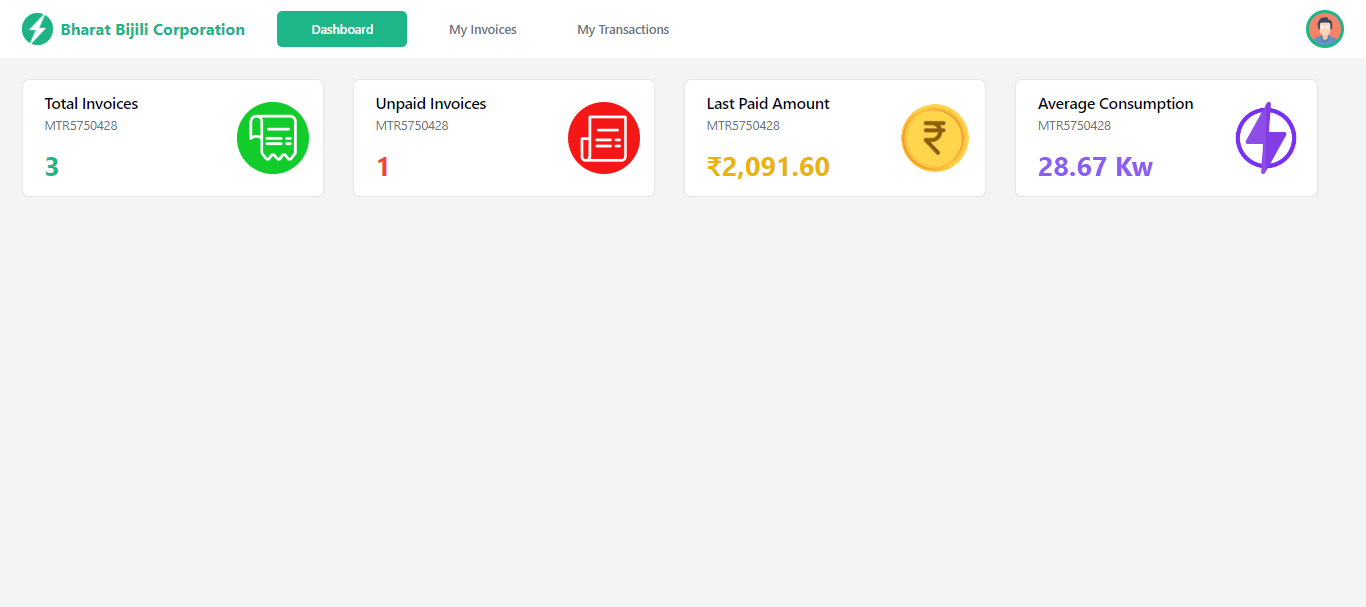 Bharat Bijili Corporation
Dashboard
My Invoices
My Transactions
Total Invoices
MTR5750428
3
Unpaid Invoices
MTR5750428
1
Last Paid Amount
MTR5750428
₹2,091.60
₹
Average Consumption
MTR5750428
28.67 Kw